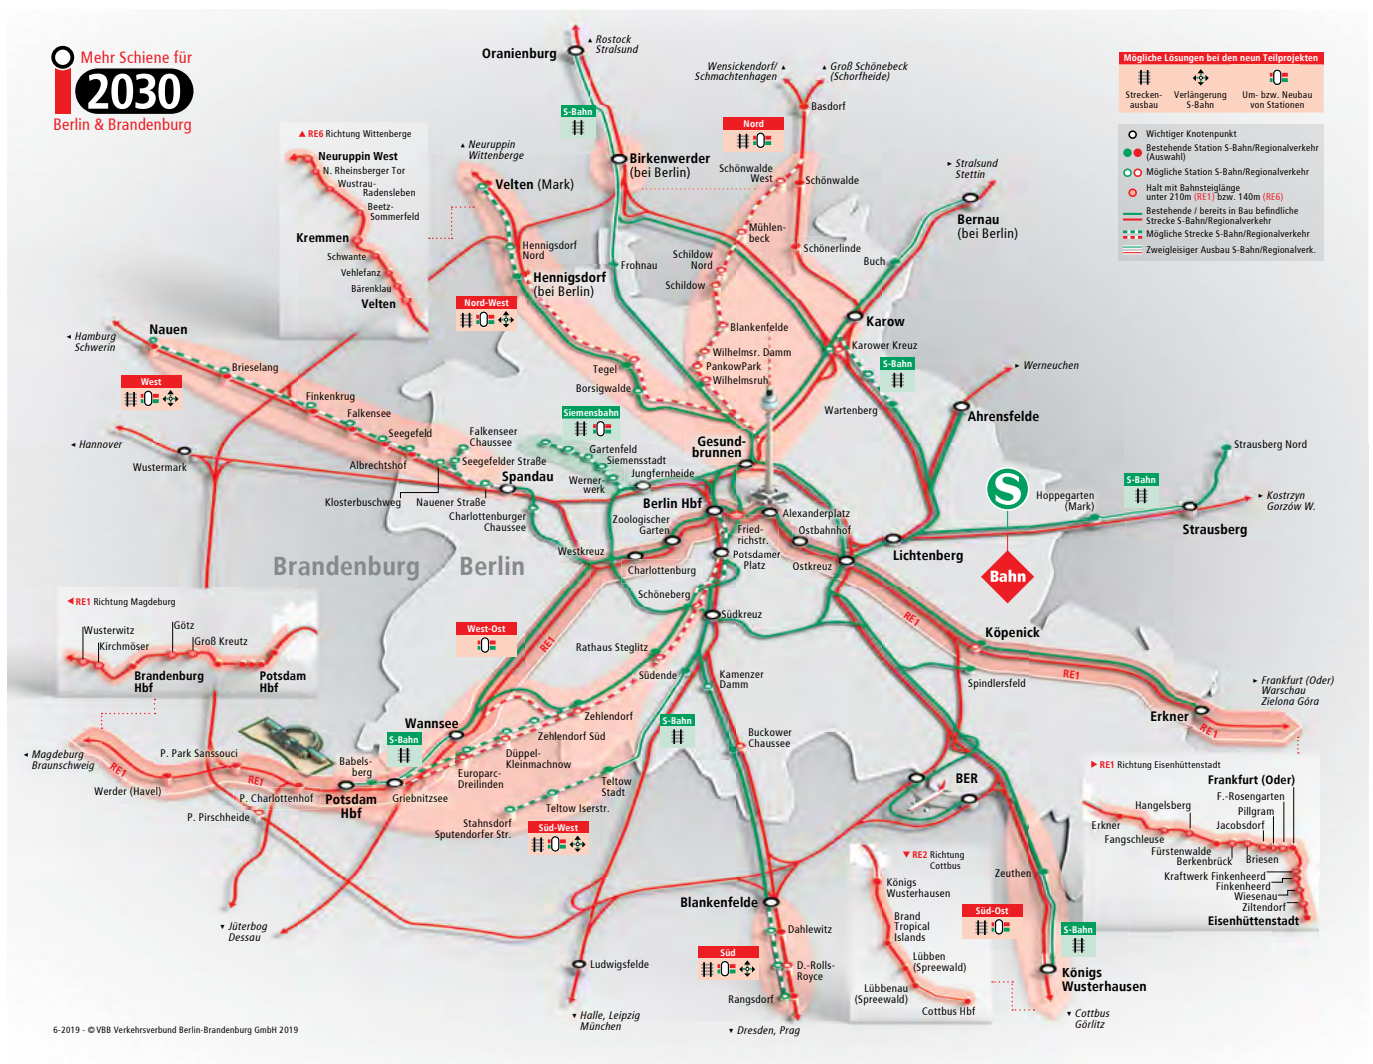 Mehr Schiene für
i 2030
Berlin & Brandenburg
Mögliche Lösungen bei den neun Teilprojekten
Strecken-
ausbau
Verlängerung
S-Bahn
Um- bzw. Neubau
von Stationen
Wichtiger Knotenpunkt
Bestehende Station S-Bahn/Regionalverkehr
(Auswahl)
Mögliche Station S-Bahn/Regionalverkehr
Halt mit Bahnsteiglänge
unter 210m (RE1) bzw. 140m (RE6)
Bestehende / bereits in Bau befindliche
Strecke S-Bahn/Regionalverkehr
Mögliche Strecke S-Bahn/Regionalverkehr
Zweigleisiger Ausbau S-Bahn/Regionalverk.
Oranienburg
Rostock
Stralsund
S-Bahn
Birkenwerder
(bei Berlin)
Frohnau
Wensickendorf/
Schmachtenhagen
Groß Schönebeck
(Schorfheide)
Basdorf
Nord
Schönwalde
West
Schönwalde
Mühlen-
beck
Schönerlinde
Schildow
Nord
Schildow
Blankenfelde
Wilhelmsr. Damm
PankowPark
Wilhelmsruh
Stralsund
Stettin
Bernau
(bei Berlin)
Buch
Karow
Karower Kreuz
S-Bahn
Wartenberg
Werneuchen
Ahrensfelde
RE6 Richtung Wittenberge
Neuruppin West
N. Rheinsberger Tor
Wustrau-
Radensleben
Beetz-
Sommerfeld
Kremmen
Schwante
Vehlefanz
Bärenklau
Velten
Neuruppin
Wittenberge
Velten (Mark)
Hennigsdorf
Nord
Hennigsdorf
(bei Berlin)
Nord-West
Tegel
Borsigwalde
Hamburg
Schwerin
Nauen
West
Brieselang
Finkenkrug
Falkensee
Seegefeld
Albrechtshof
Falkenseer
Chaussee
Seegefelder Straße
Klosterbuschweg
Nauener Straße
Spandau
Charlottenburger
Chaussee
Hannover
Wustermark
Siemensbahn
Gartenfeld
Siemensstadt
Werner-
werk
Jungfernheide
Gesund-
brunnen
Berlin Hbf
Zoologischer
Garten
Fried-
richstr.
Alexanderplatz
Ostbahnhof
Potsdamer
Platz
Ostkreuz
Westkreuz
Charlottenburg
Schöneberg
Südkreuz
Lichtenberg
Brandenburg
Berlin
S
Bahn
Hoppegarten
(Mark)
S-Bahn
Strausberg Nord
Kostrzyn
Gorzów W.
Strausberg
RE1 Richtung Magdeburg
Wusterwitz
Kirchmöser
Götz
Groß Kreutz
Brandenburg
Hbf
Potsdam
Hbf
West-Ost
RE1
RE1
Köpenick
RE1
Spindlersfeld
Erkner
RE1
Frankfurt (Oder)
Warschau
Zielona Góra
Rathaus Steglitz
Südende
Kamenzer
Damm
Buckower
Chaussee
Zehlendorf
Zehlendorf Süd
Düppel-
Kleinmachnow
Europarc-
Dreilinden
S-Bahn
Teltow
Stadt
Teltow Iserstr.
Stahnsdorf
Sputendorfer Str.
Süd-West
Wannsee
S-Bahn
Babels-
berg
Griebnitzsee
Potsdam
Hbf
P. Park Sanssouci
P. Charlottenhof
P. Pirschheide
RE1
RE1
Werder (Havel)
Magdeburg
Braunschweig
Jüterbog
Dessau
BER
Blankenfelde
Dahlewitz
D.-Rolls-
Royce
Rangsdorf
Süd
Dresden, Prag
Ludwigsfelde
Halle, Leipzig
München
RE2 Richtung
Cottbus
Königs
Wusterhausen
Brand
Tropical
Islands
Lübben
(Spreewald)
Lübbenau
(Spreewald)
Cottbus Hbf
Süd-Ost
Zeuthen
S-Bahn
Königs
Wusterhausen
Cottbus
Görlitz
RE1 Richtung Eisenhüttenstadt
Frankfurt (Oder)
F.-Rosengarten
Pillgram
Jacobsdorf
Hangelsberg
Erkner
Fangschleuse
Fürstenwalde
Berkenbrück
Briesen
Kraftwerk Finkenheerd
Finkenheerd
Wiesenau
Ziltendorf
Eisenhüttenstadt
6-2019 - © VBB Verkehrsverbund Berlin-Brandenburg GmbH 2019